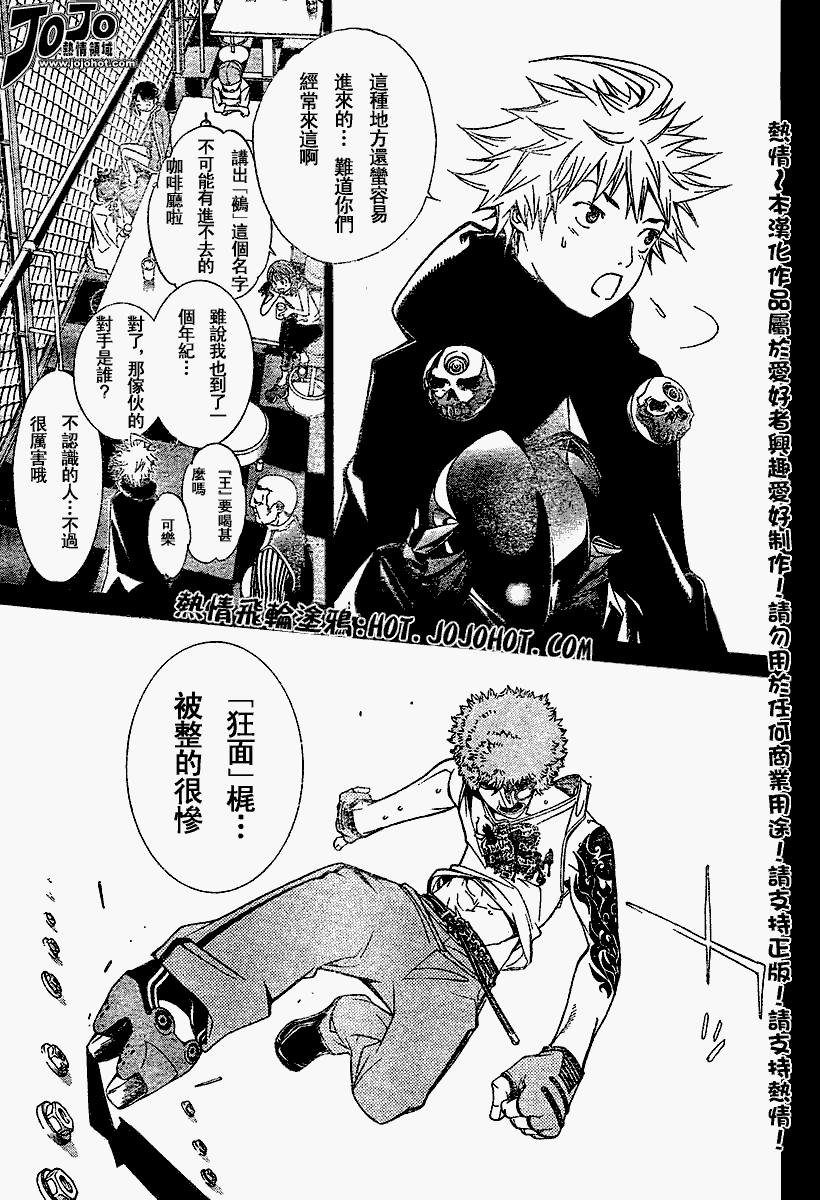 JOJO
熱情領域
www.jojohot.com
這種地方還蠻容易
進來的… 難道你們
經常來這啊
講出「鵺」這個名字
不可能有進不去的
咖啡廳啦
雖說我也到了一
個年紀…
對了，那傢伙的
對手是誰？
『王』要喝甚
麼嗎
可樂
不認識的人…不過
很厲害哦
熱情飛輪塗鴉:HOT.JOJOHOT.COM
「狂面」梶…
被整的很慘
熱情～本漢化作品屬於愛好者興趣愛好制作！請勿用於任何商業用途！請支持正版！請支持熱情！